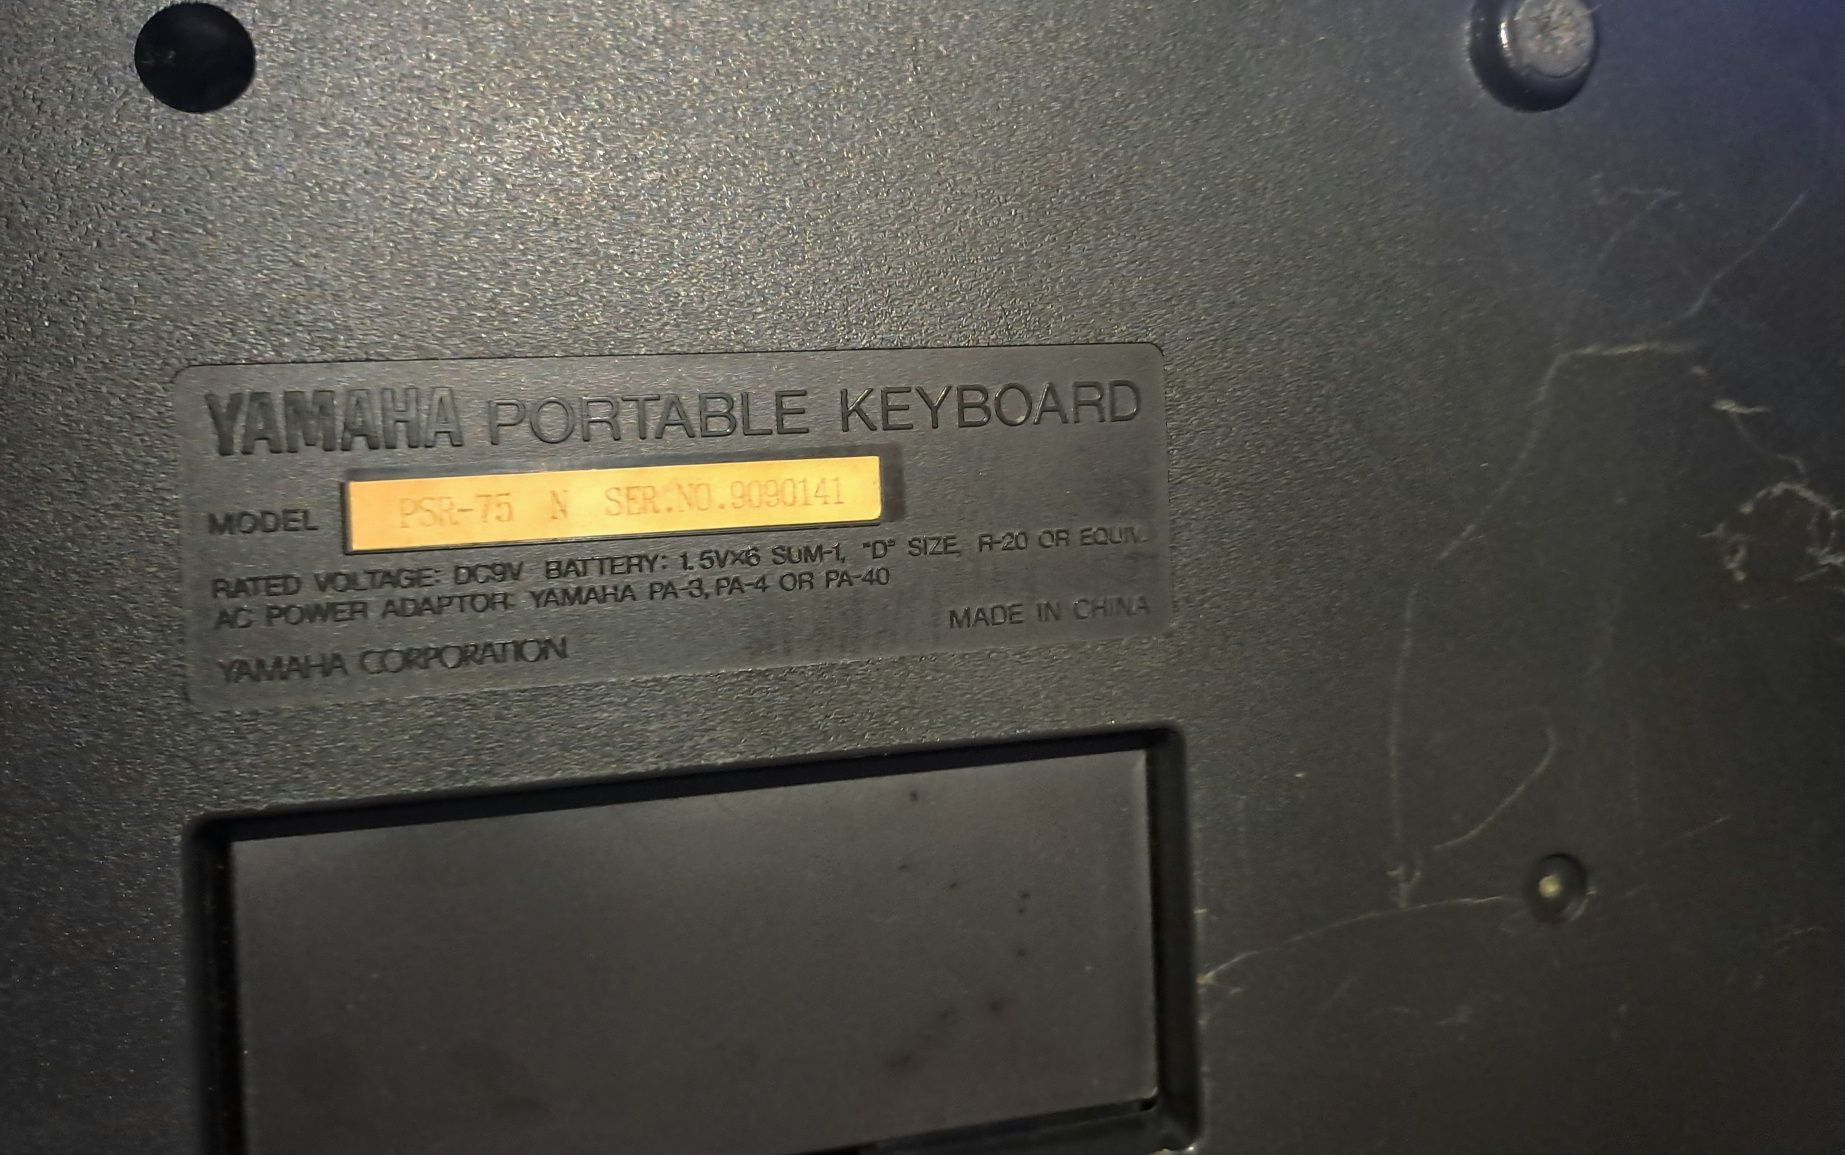 YAMAHA PORTABLE KEYBOARD
MODEL PSR-75 N SER.NO.9090141
RATED VOLTAGE: DC9V BATTERY: 1.5V×6 SUM-1, "D" SIZE, R-20 OR EQUIV.
AC POWER ADAPTOR: YAMAHA PA-3, PA-4 OR PA-40
MADE IN CHINA
YAMAHA CORPORATION